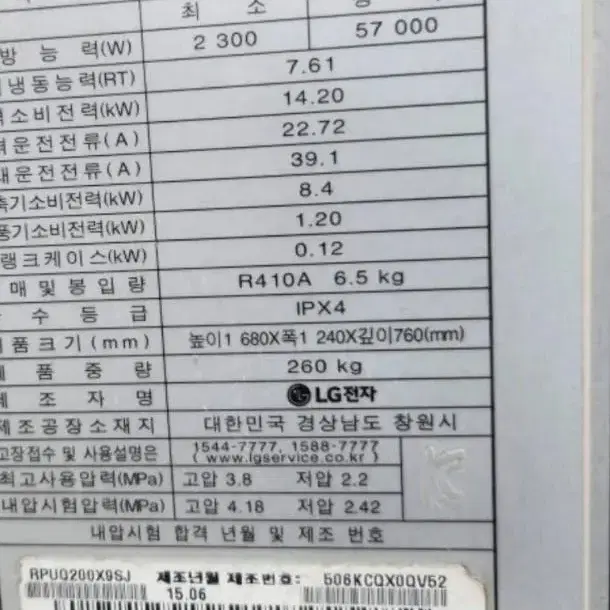 최 소
방 능 력(W) 2 300 57 000
냉동능력(RT) 7.61
소비전력(kW) 14.20
운전전류(A) 22.72
운전전류(A) 39.1
기소비전력(kW) 8.4
기소비전력(kW) 1.20
랭크케이스(kW) 0.12
매 및 봉 입 량 R410A 6.5 kg
수 등 급 IPX4
품 크 기 ( m m ) 높이1 680X폭1 240X깊이760(mm)
품 중 량 260 kg
조 자 명 LG전자
제 조 공 장 소 재 지 대한민국 경상남도 창원시
고장접수 및 사용설명은 1544-7777, 1588-7777
( www.lgservice.co.kr )
최고사용압력(MPa) 고압 3.8 저압 2.2
내압시험압력(MPa) 고압 4.18 저압 2.42
내압시험 합격 년월 및 제조 번호
RPUQ200X9SJ 제조년월 제조번호: 506KCQX0QV52
15.06